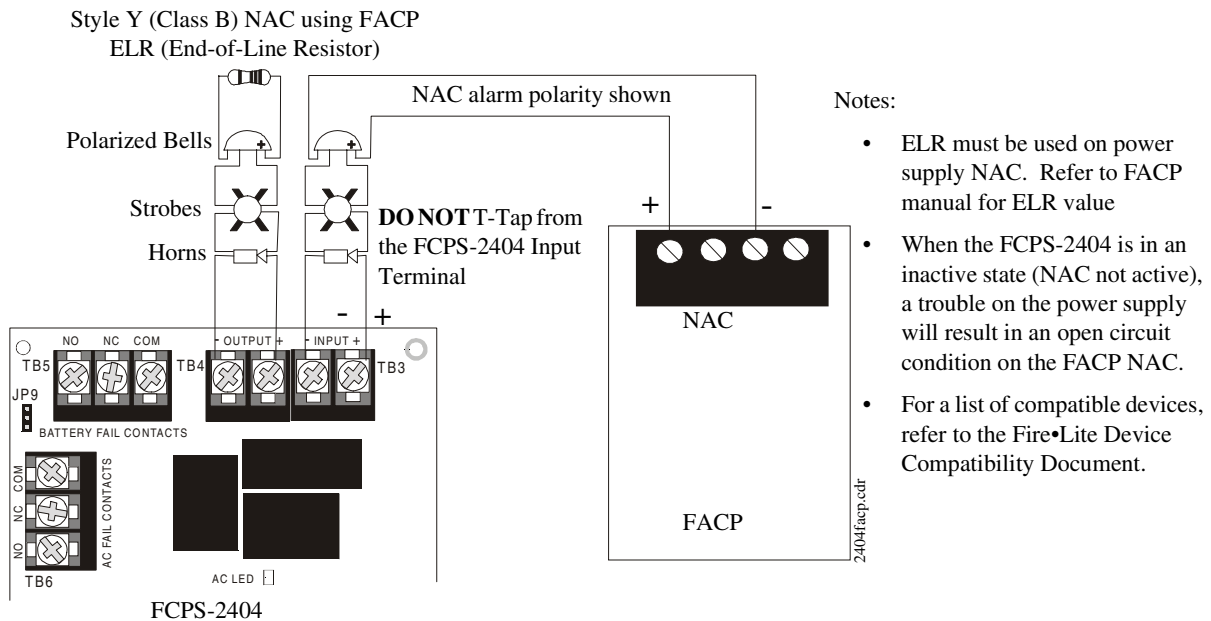 Style Y (Class B) NAC using FACP
ELR (End-of-Line Resistor)
NAC alarm polarity shown
Polarized Bells
+
+
Strobes
Horns
DO NOT T-Tap from
the FCPS-2404 Input
Terminal
- +
+ -
NAC
FACP
2404facp.cdr
NO NC COM
TB5
TB4
- OUTPUT +
- INPUT +
TB3
JP9
BATTERY FAIL CONTACTS
COM
NC
NO
AC FAIL CONTACTS
TB6
AC LED
FCPS-2404
Notes:
• ELR must be used on power
supply NAC. Refer to FACP
manual for ELR value
• When the FCPS-2404 is in an
inactive state (NAC not active),
a trouble on the power supply
will result in an open circuit
condition on the FACP NAC.
• For a list of compatible devices,
refer to the Fire•Lite Device
Compatibility Document.